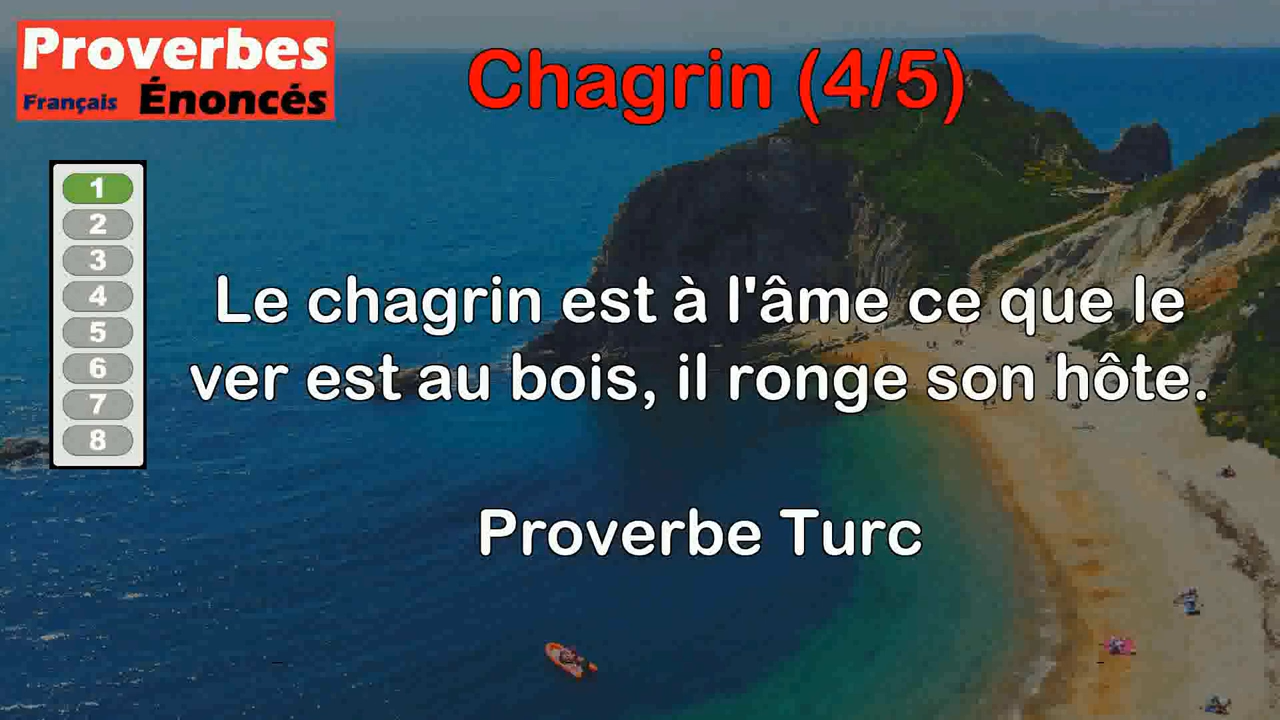 Proverbes
Français Énoncés
Chagrin (4/5)
1
2
3
4
5
6
7
8
Le chagrin est à l'âme ce que le
ver est au bois, il ronge son hôte.
Proverbe Turc